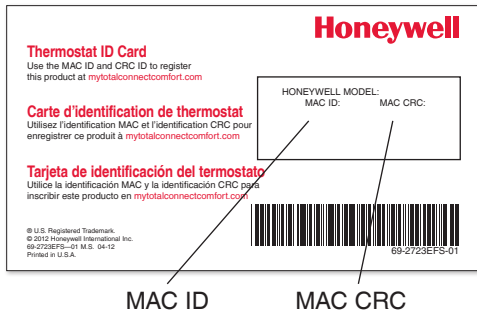 Honeywell
Thermostat ID Card
Use the MAC ID and CRC ID to register
this product at mytotalconnectcomfort.com
HONEYWELL MODEL:
MAC ID: MAC CRC:
Carte d'identification de thermostat
Utilisez l'identification MAC et l'identification CRC pour
enregistrer ce produit à mytotalconnectcomfort.com
Tarjeta de identificación del termostato
Utilice la identificación MAC y la identificación CRC para
inscribir este producto en mytotalconnectcomfort.com
® U.S. Registered Trademark.
© 2012 Honeywell International Inc.
69-2723EFS—01 M.S. 04-12
Printed in U.S.A.
69-2723EFS-01
MAC ID MAC CRC